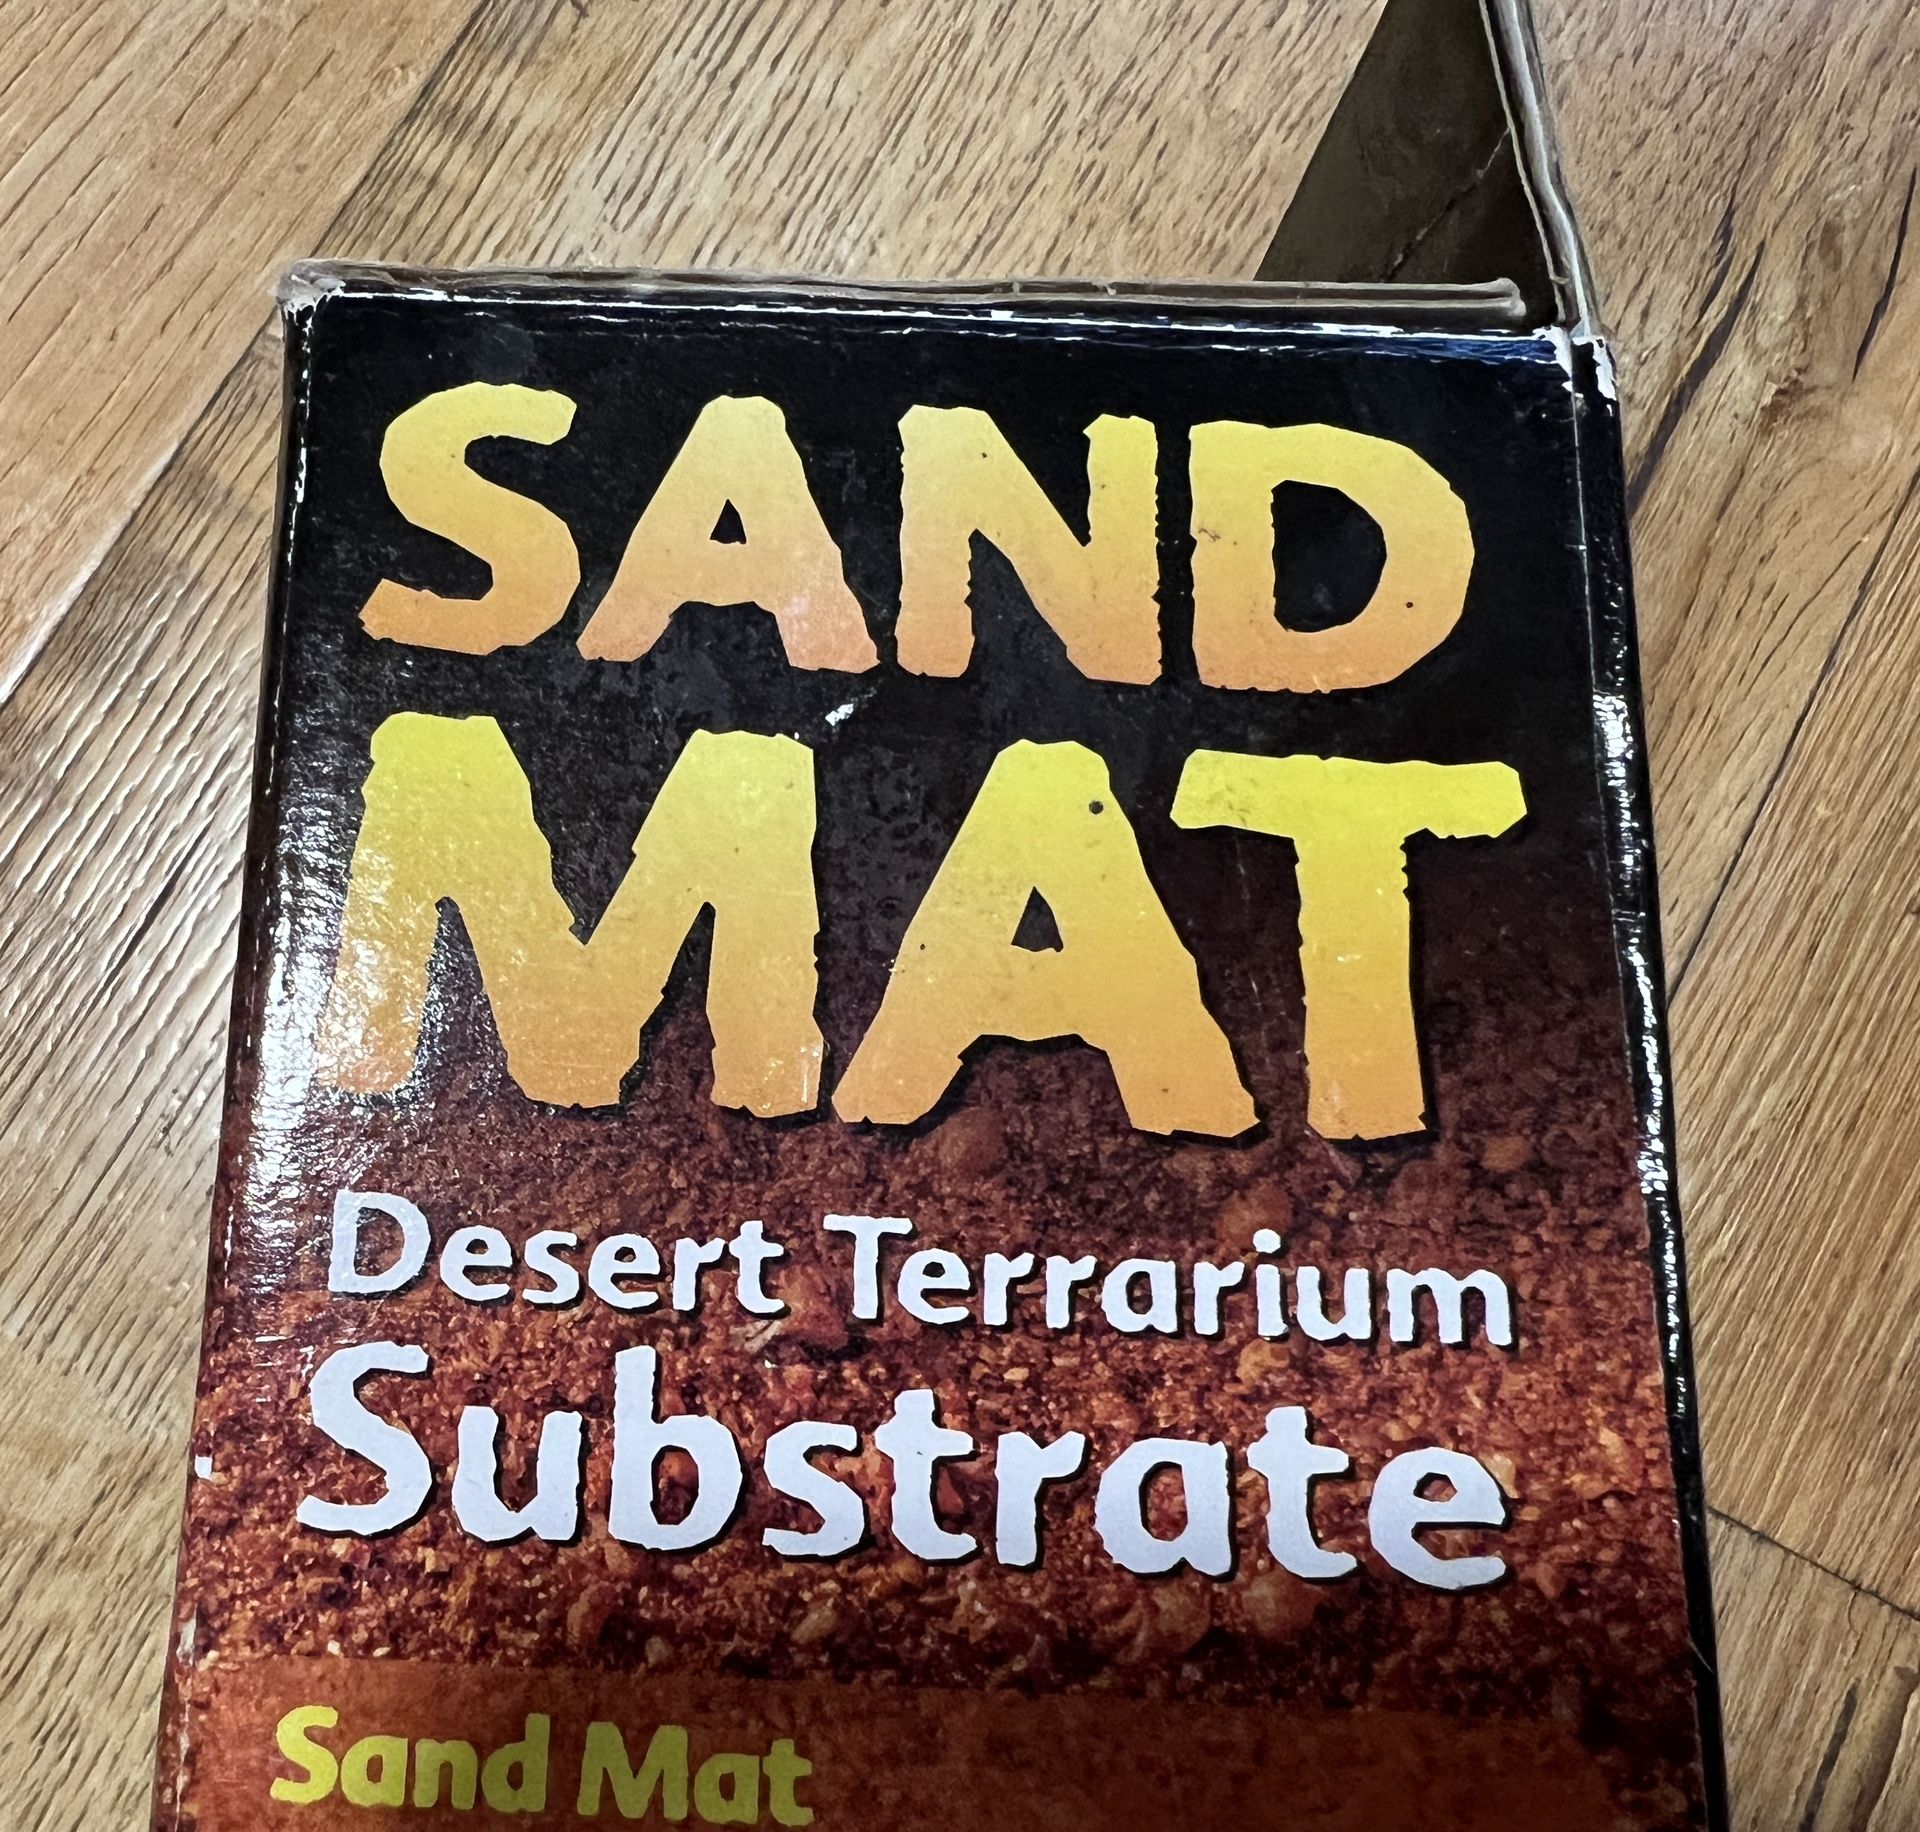 SAND
MAT
Desert Terrarium
Substrate
Sand Mat